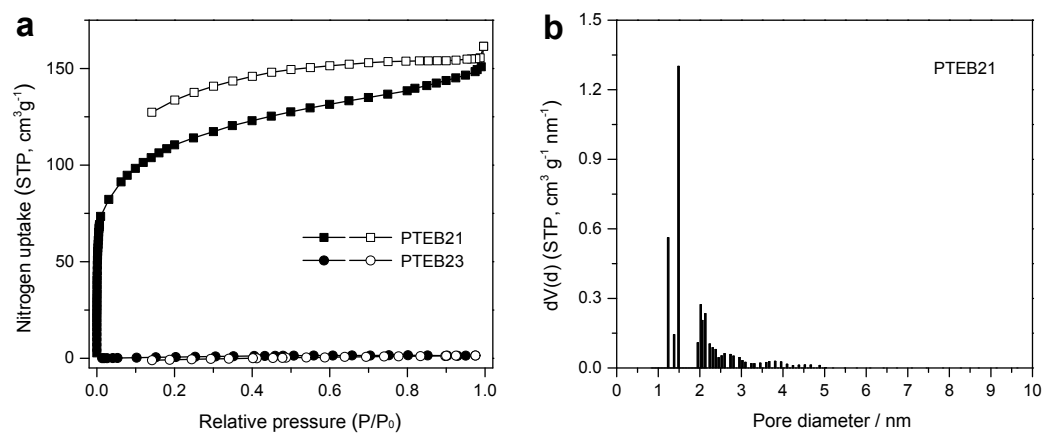 a
150
100
50
0
Nitrogen uptake (STP, cm³g⁻¹)
PTEB21
PTEB23
0.0 0.2 0.4 0.6 0.8 1.0
Relative pressure (P/P₀)
b
1.5
1.2
0.9
0.6
0.3
0.0
dV(d) (STP, cm³ g⁻¹ nm⁻¹)
PTEB21
0 1 2 3 4 5 6 7 8 9 10
Pore diameter / nm